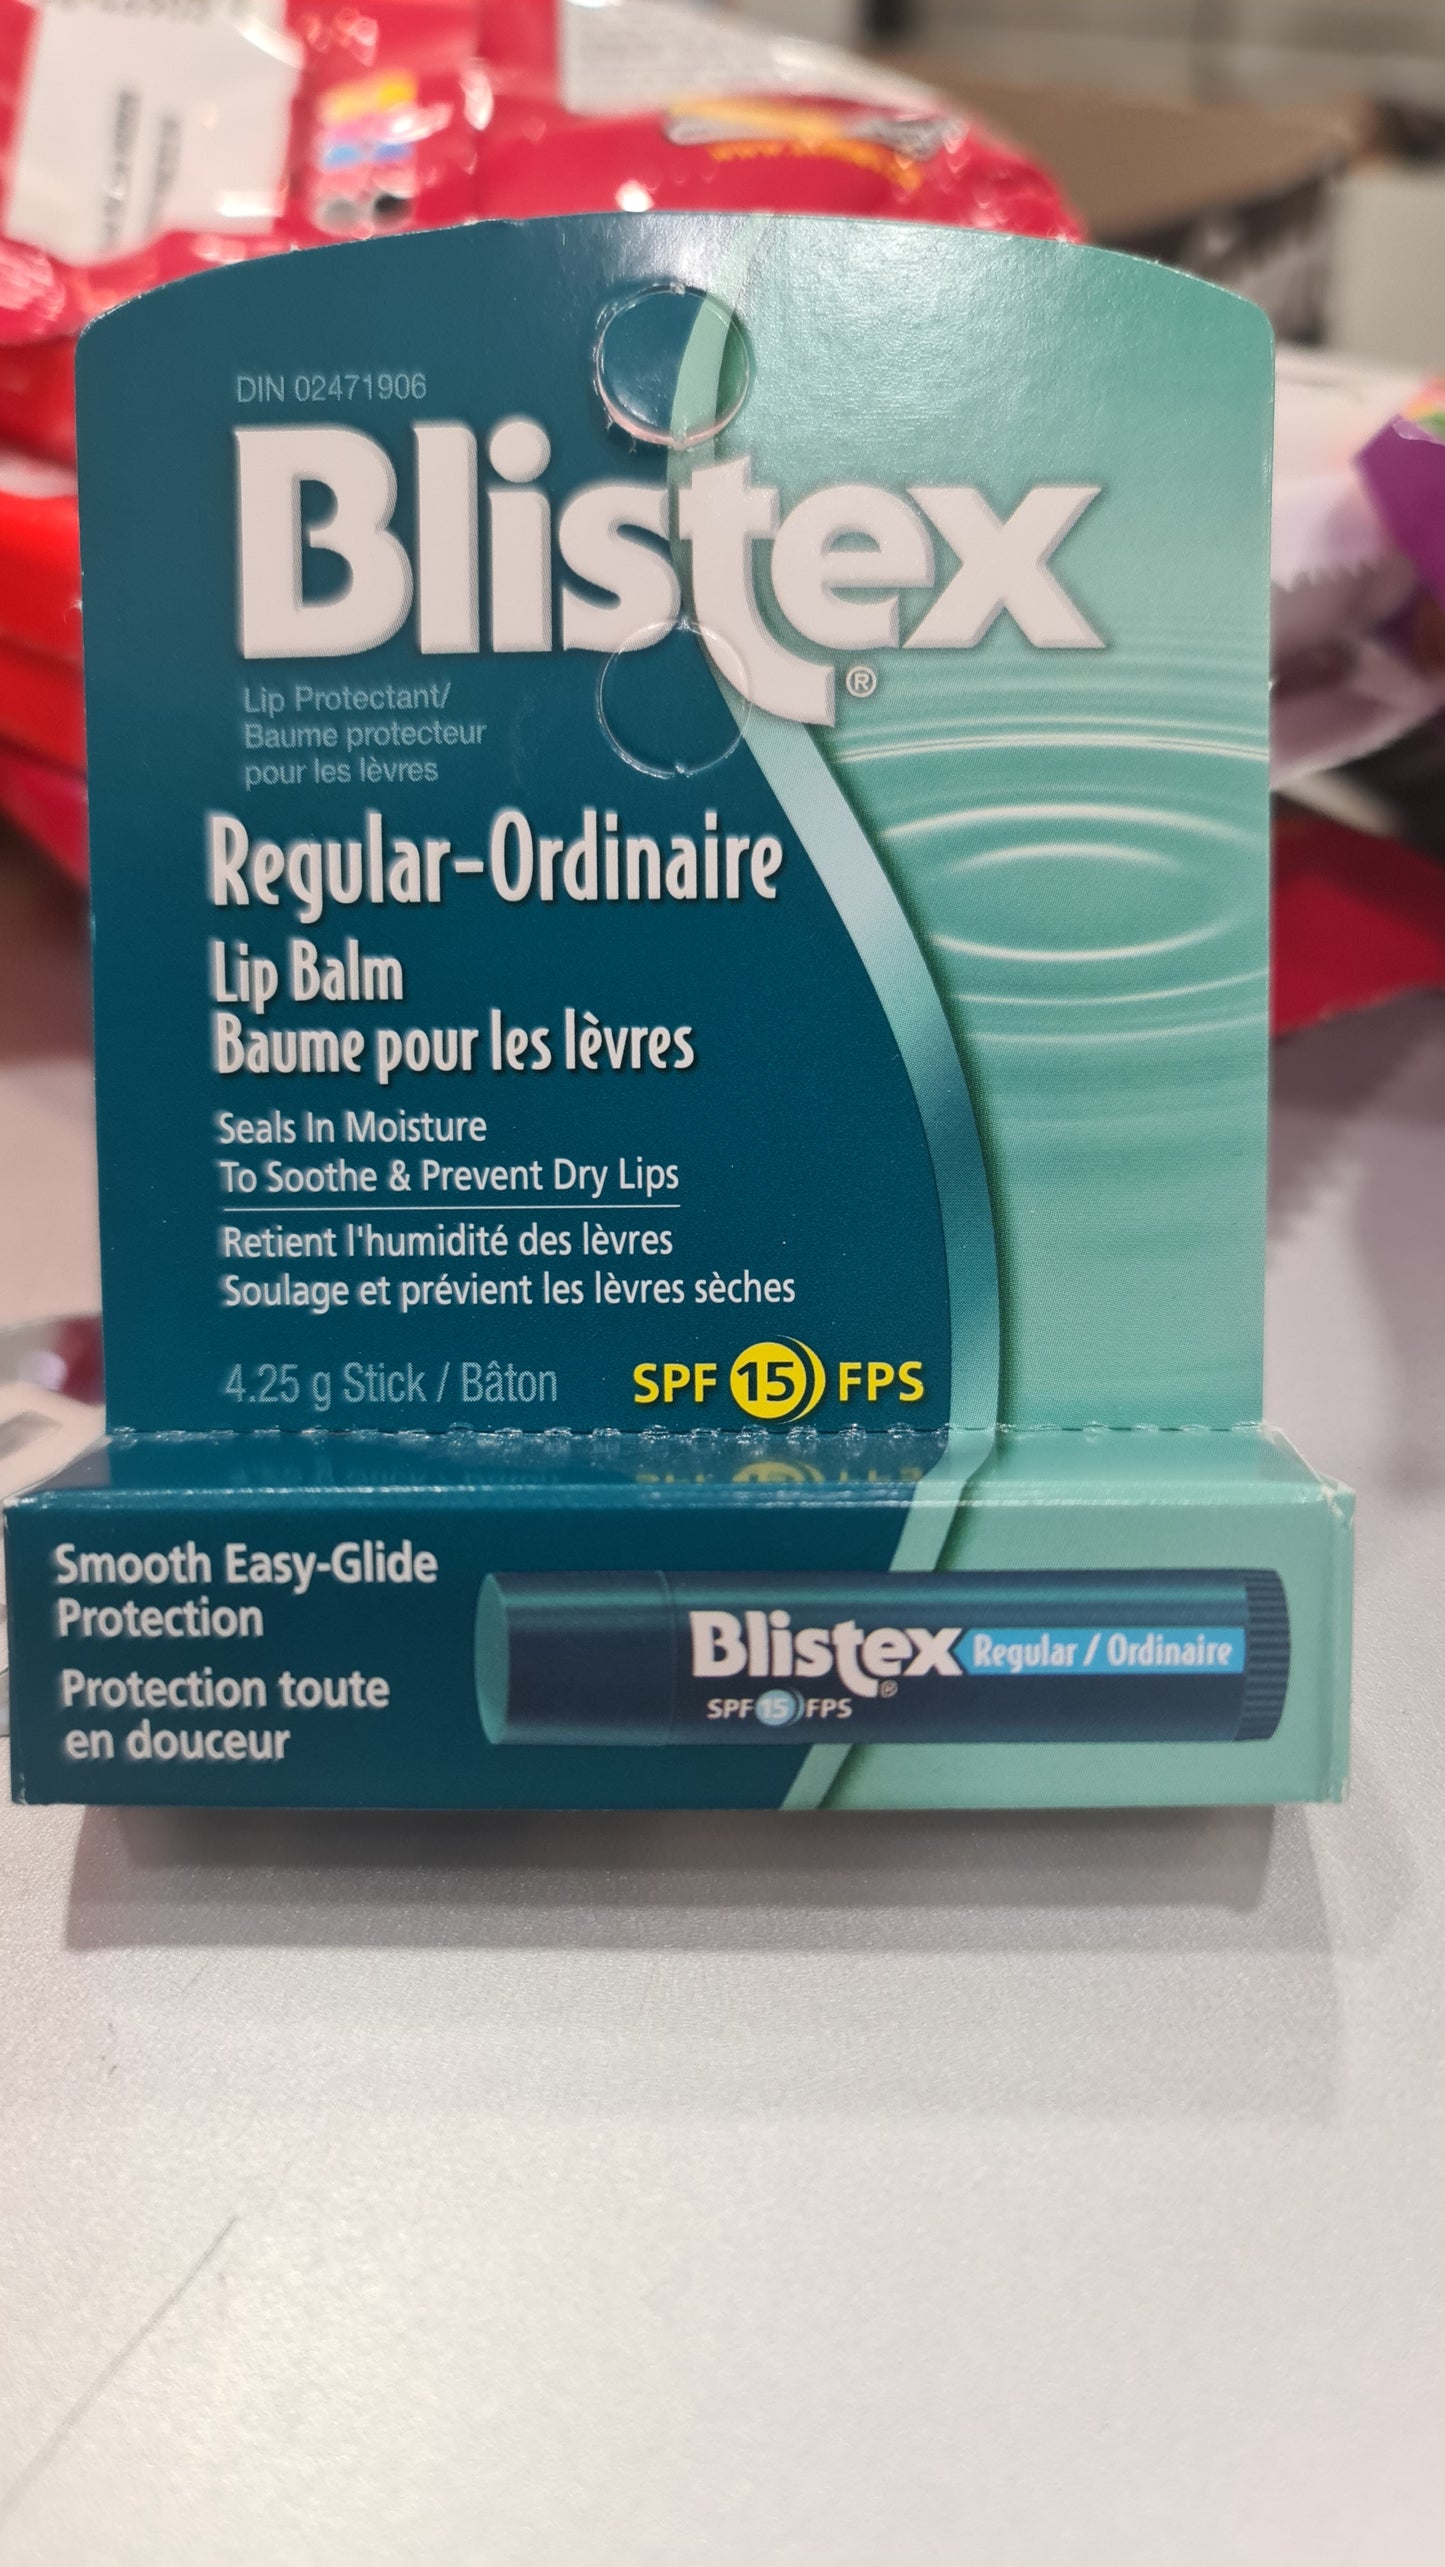 DIN 02471906
Blistex®
Lip Protectant/
Baume protecteur
pour les lèvres
Regular-Ordinaire
Lip Balm
Baume pour les lèvres
Seals In Moisture
To Soothe & Prevent Dry Lips
Retient l'humidité des lèvres
Soulage et prévient les lèvres sèches
4.25 g Stick / Bâton
SPF 15 FPS
Smooth Easy-Glide
Protection
Protection toute
en douceur
Blistex® Regular / Ordinaire
SPF 15 FPS